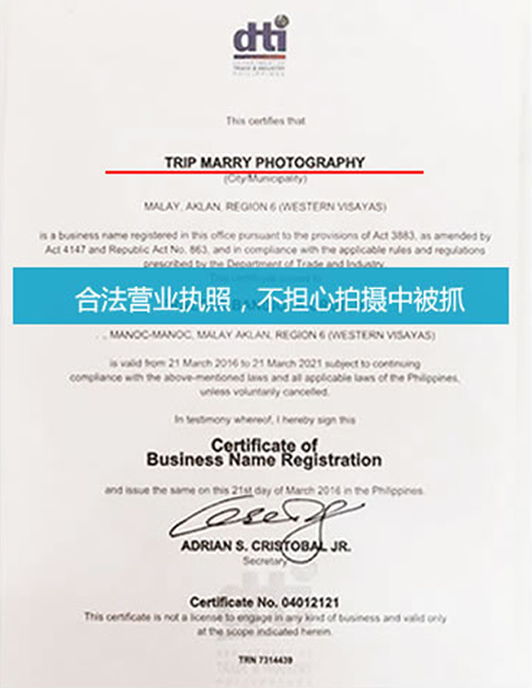 dti
DEPARTMENT OF
TRADE & INDUSTRY
PHILIPPINES
This certifies that
TRIP MARRY PHOTOGRAPHY
(City/Municipality)
MALAY, AKLAN, REGION 6 (WESTERN VISAYAS)
is a business name registered in this office pursuant to the provisions of Act 3883, as amended by
Act 4147 and Republic Act No. 863, and in compliance with the applicable rules and regulations
prescribed by the Department of Trade and Industry.
合法营业执照 不担心拍摄中被抓
MANOC-MANOC, MALAY AKLAN, REGION 6 (WESTERN VISAYAS)
is valid from 21 March 2016 to 21 March 2021 subject to continuing
compliance with the above-mentioned laws and all applicable laws of the Philippines,
unless voluntarily cancelled.
In testimony whereof, I hereby sign this
Certificate of
Business Name Registration
and issue the same on this 21st day of March 2016 in the Philippines.
ADRIAN S. CRISTOBAL JR.
Secretary
Certificate No. 04012121
This certificate is not a license to engage in any kind of business and valid only
at the scope indicated herein.
TRN 7314439